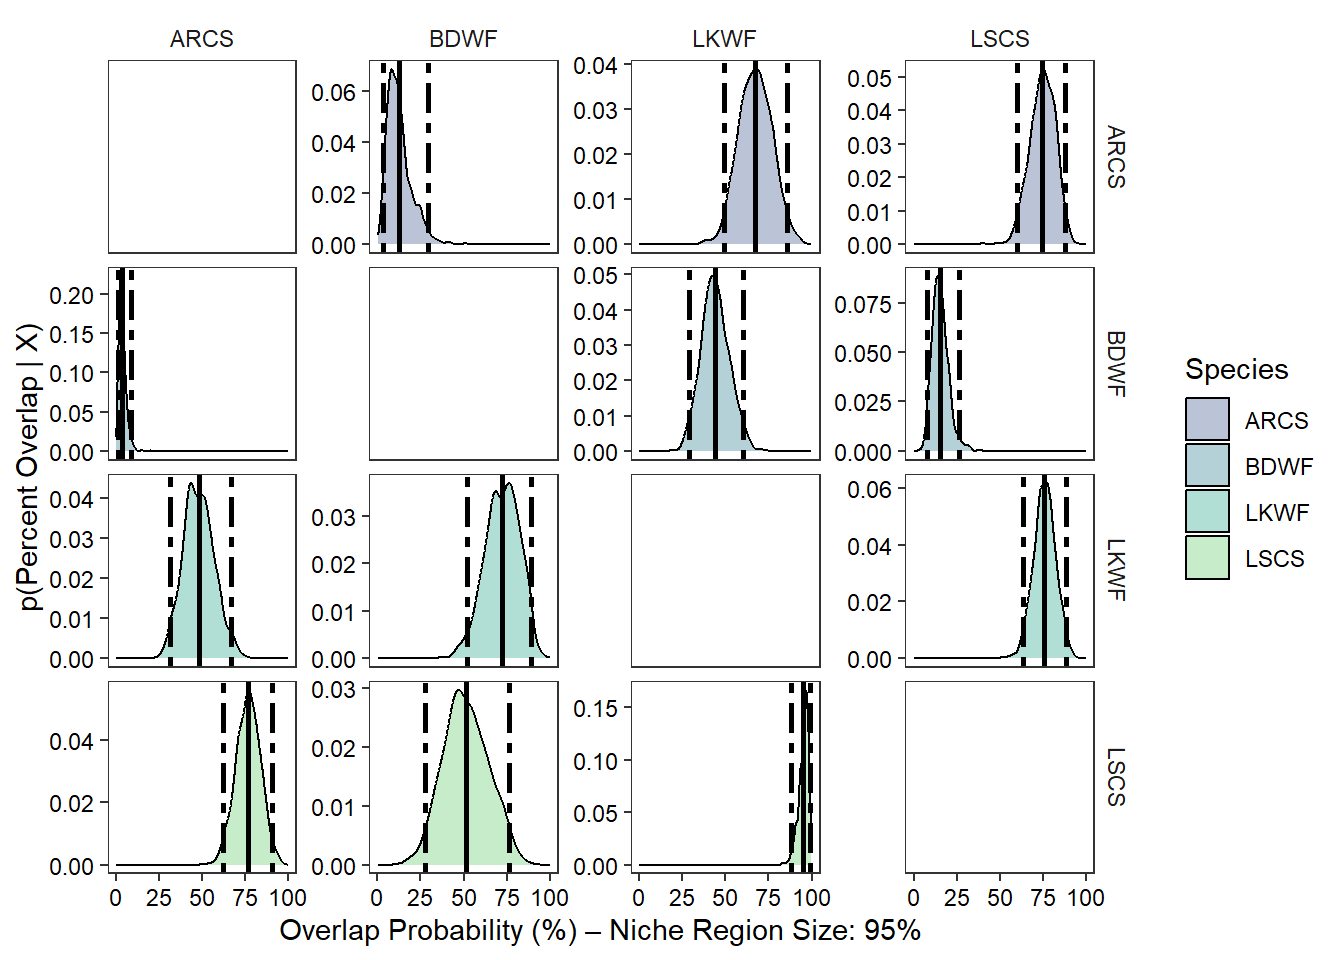 ARCS BDWF LKWF LSCS
0.06 0.04 0.02 0.00
0.04 0.03 0.02 0.01 0.00
0.05 0.04 0.03 0.02 0.01 0.00
ARCS
0.20 0.15 0.10 0.05 0.00
0.05 0.04 0.03 0.02 0.01 0.00
0.075 0.050 0.025 0.000
BDWF
0.04 0.03 0.02 0.01 0.00
0.03 0.02 0.01 0.00
0.06 0.04 0.02 0.00
LKWF
0.04 0.02 0.00
0.03 0.02 0.01 0.00
0.15 0.10 0.05 0.00
LSCS
0 25 50 75 100
0 25 50 75 100
0 25 50 75 100
0 25 50 75 100
p(Percent Overlap | X)
Overlap Probability (%) – Niche Region Size: 95%
Species
ARCS
BDWF
LKWF
LSCS